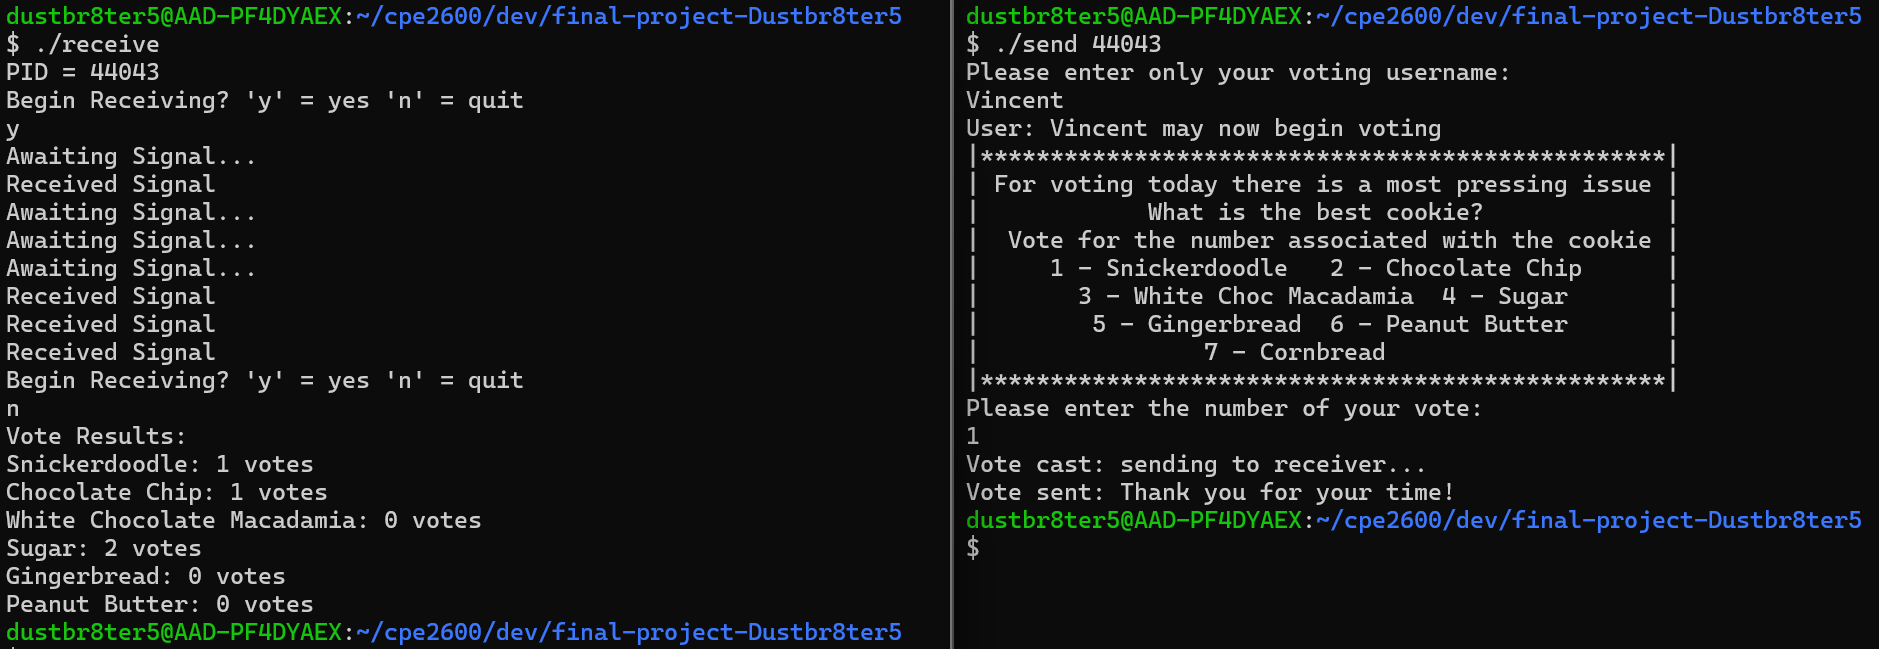 dustbr8ter5@AAD-PF4DYAEX:~/cpe2600/dev/final-project-Dustbr8ter5
$ ./receive
PID = 44043
Begin Receiving? 'y' = yes 'n' = quit
y
Awaiting Signal...
Received Signal
Awaiting Signal...
Awaiting Signal...
Awaiting Signal...
Received Signal
Received Signal
Received Signal
Begin Receiving? 'y' = yes 'n' = quit
n
Vote Results:
Snickerdoodle: 1 votes
Chocolate Chip: 1 votes
White Chocolate Macadamia: 0 votes
Sugar: 2 votes
Gingerbread: 0 votes
Peanut Butter: 0 votes
dustbr8ter5@AAD-PF4DYAEX:~/cpe2600/dev/final-project-Dustbr8ter5
dustbr8ter5@AAD-PF4DYAEX:~/cpe2600/dev/final-project-Dustbr8ter5
$ ./send 44043
Please enter only your voting username:
Vincent
User: Vincent may now begin voting
|*************************************************|
| For voting today there is a most pressing issue |
|            What is the best cookie?             |
|  Vote for the number associated with the cookie |
|     1 - Snickerdoodle   2 - Chocolate Chip      |
|       3 - White Choc Macadamia  4 - Sugar       |
|        5 - Gingerbread  6 - Peanut Butter       |
|                7 - Cornbread                    |
|*************************************************|
Please enter the number of your vote:
1
Vote cast: sending to receiver...
Vote sent: Thank you for your time!
dustbr8ter5@AAD-PF4DYAEX:~/cpe2600/dev/final-project-Dustbr8ter5
$